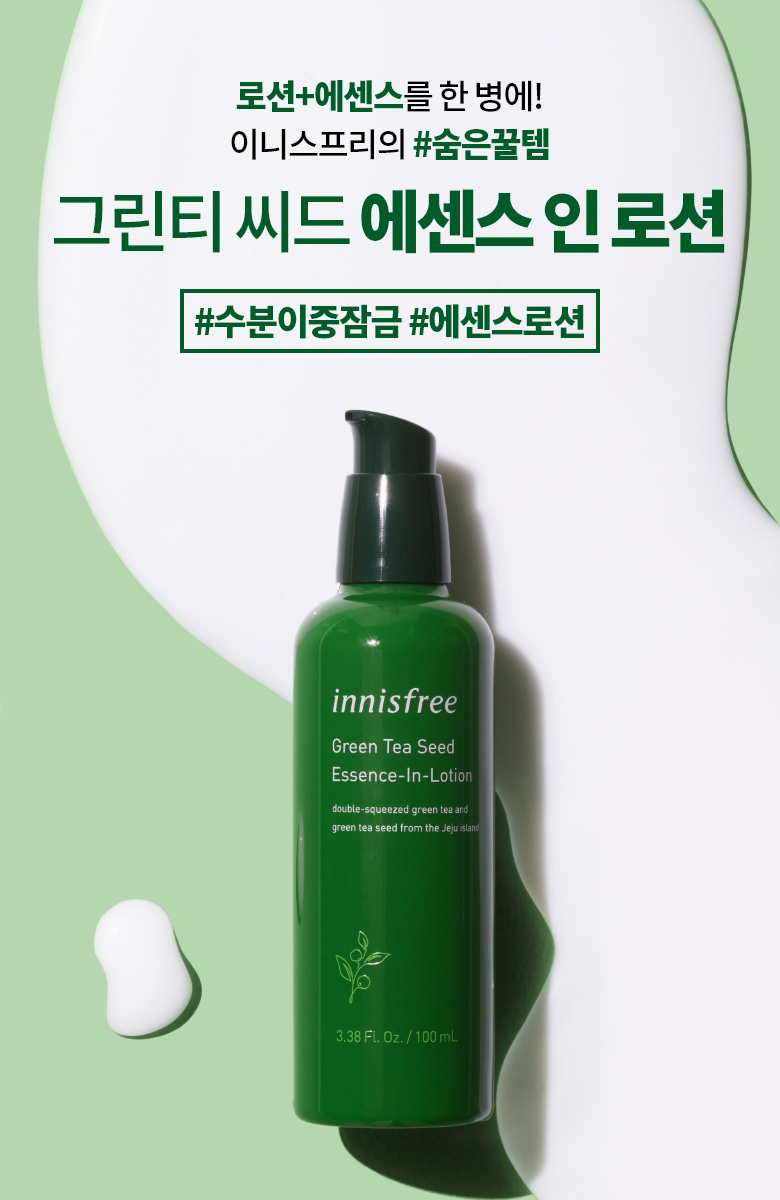 로션+에센스를 한 병에!
이니스프리의 #숨은꿀템
그린티 씨드 에센스 인 로션
#수분이중잠금 #에센스로션
innisfree
Green Tea Seed
Essence-In-Lotion
double-squeezed green tea and
green tea seed from the Jeju island
3.38 Fl. Oz. / 100 mL